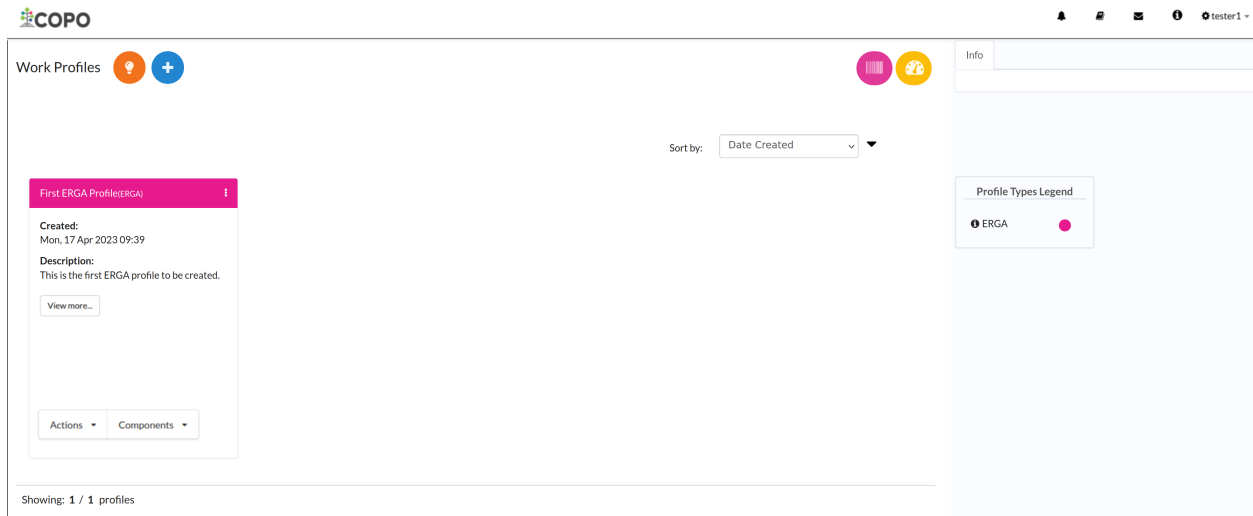 COPO
tester1
Work Profiles
Info
Sort by: Date Created
First ERGA Profile(ERGA)
Created:
Mon, 17 Apr 2023 09:39
Description:
This is the first ERGA profile to be created.
View more...
Actions Components
Profile Types Legend
ERGA
Showing: 1 / 1 profiles